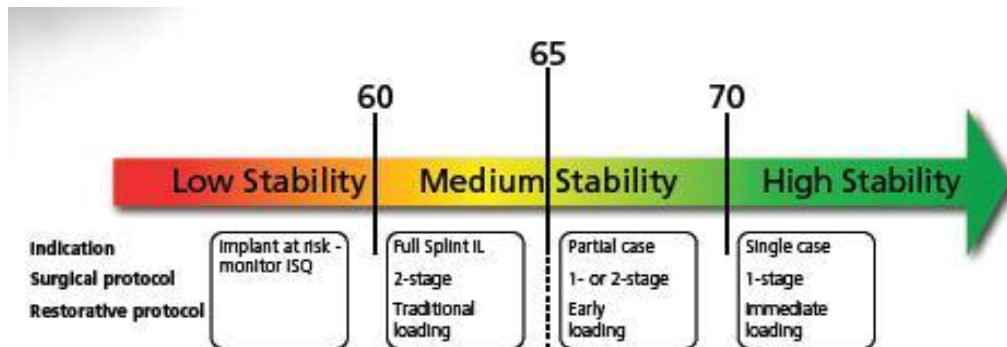 65
60
70
Low Stability
Medium Stability
High Stability
Indication
Surgical protocol
Restorative protocol
Implant at risk -
monitor ISQ
Full Splint IL
2-stage
Traditional
loading
Partial case
1- or 2-stage
Early
loading
Single case
1-stage
Immediate
loading